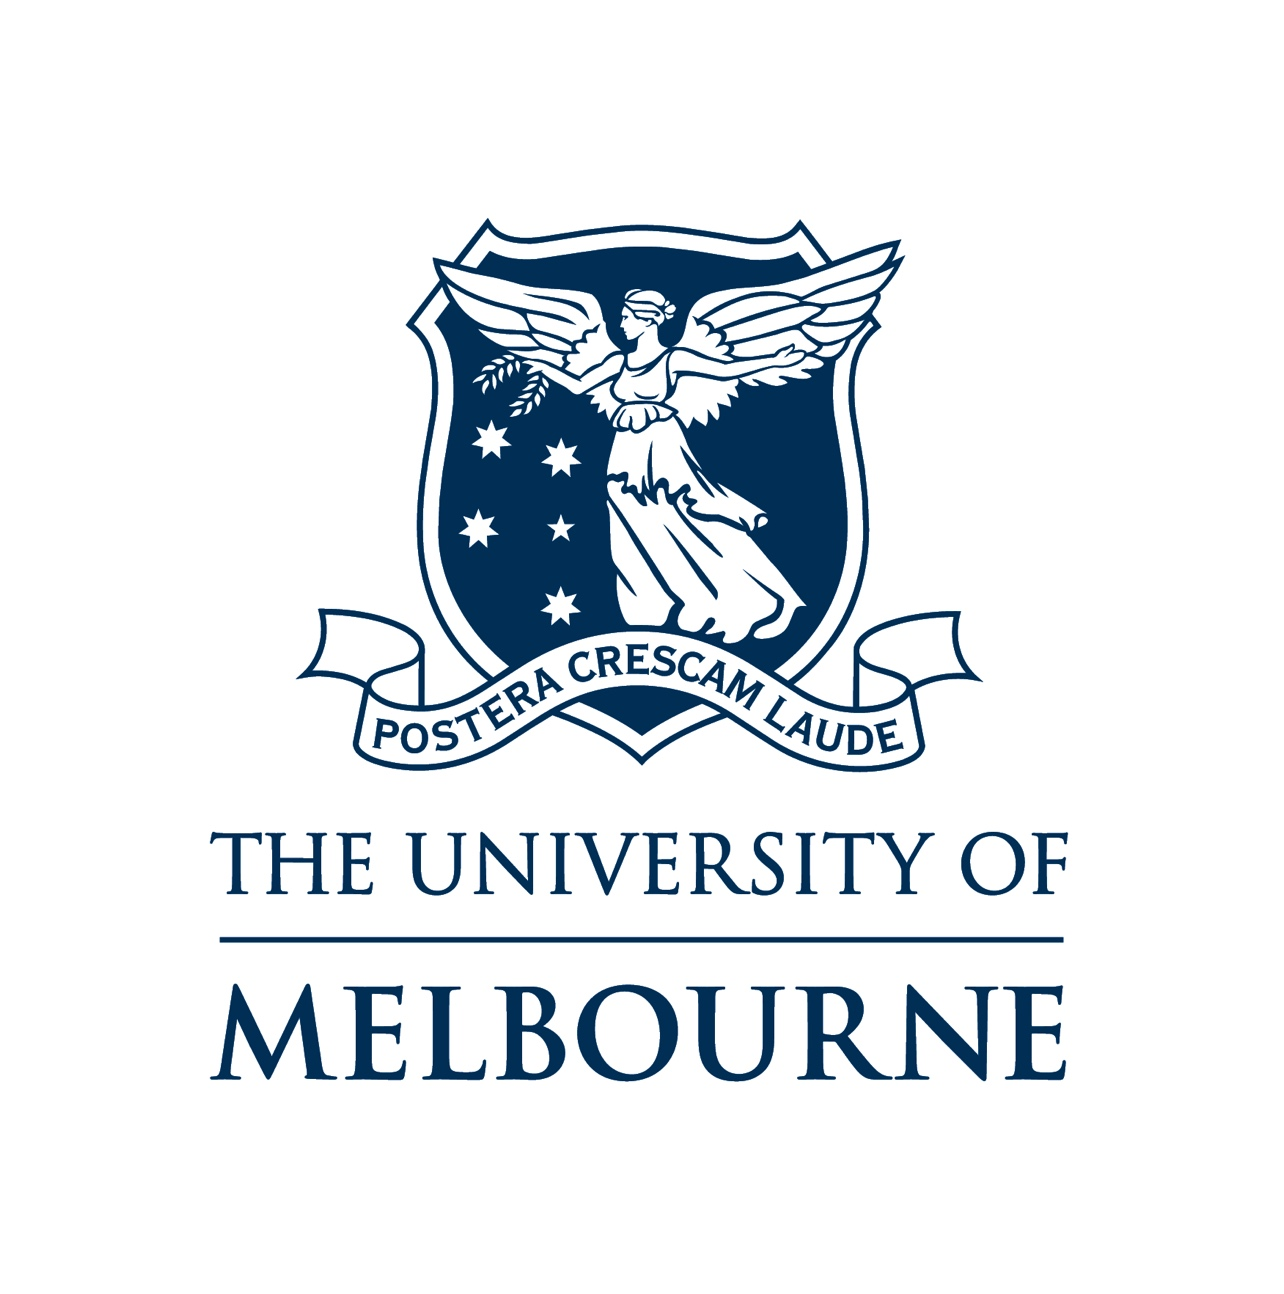 POSTERA CRESCAM LAUDE
THE UNIVERSITY OF
MELBOURNE